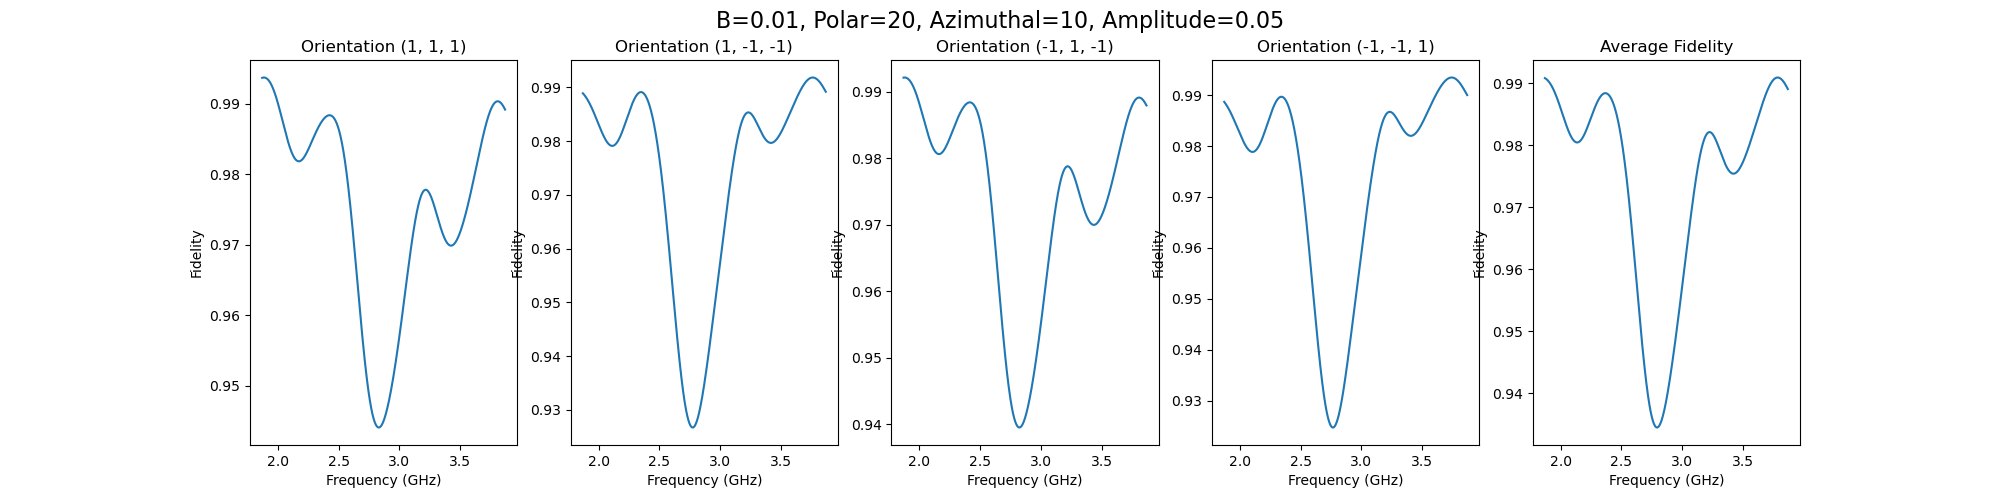 B=0.01, Polar=20, Azimuthal=10, Amplitude=0.05
Orientation (1, 1, 1)
0.99
0.98
0.97
0.96
0.95
Fidelity
2.0 2.5 3.0 3.5
Frequency (GHz)
Orientation (1, -1, -1)
0.99
0.98
0.97
0.96
0.95
0.94
0.93
Fidelity
2.0 2.5 3.0 3.5
Frequency (GHz)
Orientation (-1, 1, -1)
0.99
0.98
0.97
0.96
0.95
0.94
Fidelity
2.0 2.5 3.0 3.5
Frequency (GHz)
Orientation (-1, -1, 1)
0.99
0.98
0.97
0.96
0.95
0.94
0.93
Fidelity
2.0 2.5 3.0 3.5
Frequency (GHz)
Average Fidelity
0.99
0.98
0.97
0.96
0.95
0.94
Fidelity
2.0 2.5 3.0 3.5
Frequency (GHz)